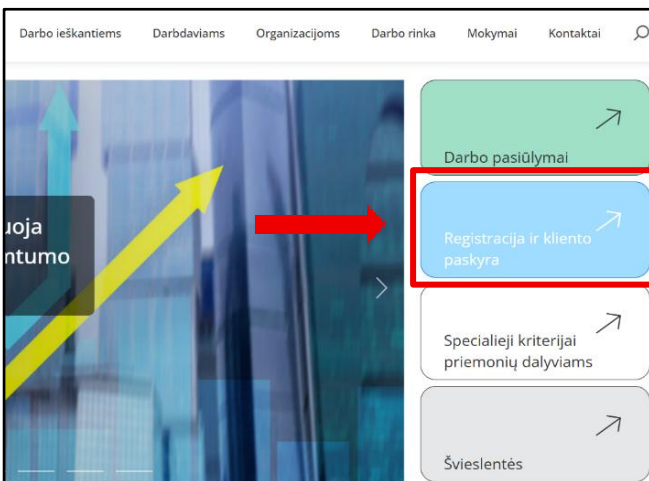 Darbo ieškantiems Darbdaviams Organizacijoms Darbo rinka Mokymai Kontaktai
uoja
ntumo
Darbo pasiūlymai
Registracija ir kliento
paskyra
Specialieji kriterijai
priemonių dalyviams
Švieslentės